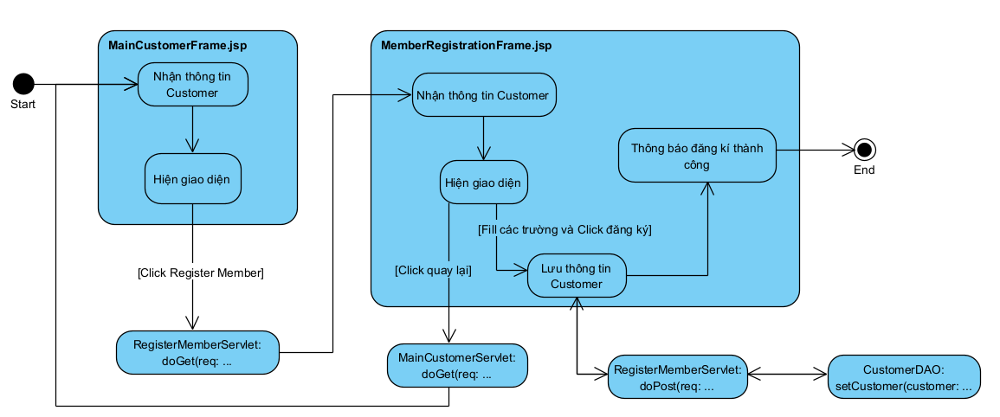 Start
MainCustomerFrame.jsp
Nhận thông tin
Customer
Hiện giao diện
[Click Register Member]
RegisterMemberServlet:
doGet(req: ...
MemberRegistrationFrame.jsp
Nhận thông tin Customer
Hiện giao diện
[Fill các trường và Click đăng ký]
[Click quay lại]
Lưu thông tin
Customer
Thông báo đăng kí thành
công
End
MainCustomerServlet:
doGet(req: ...
RegisterMemberServlet:
doPost(req: ...
CustomerDAO:
setCustomer(customer: ...